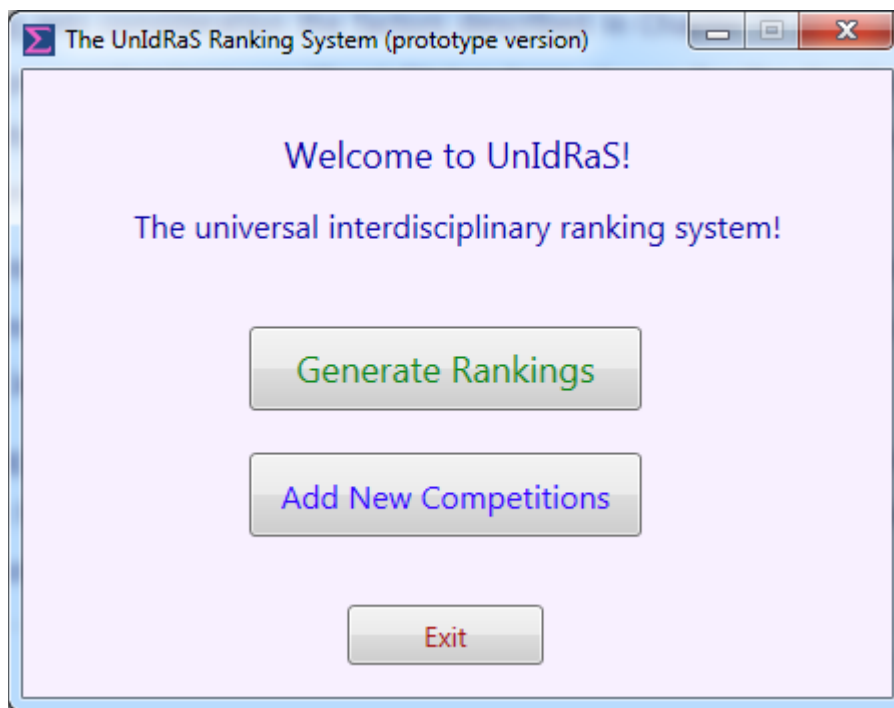 The UnIdRaS Ranking System (prototype version)
Welcome to UnIdRaS!
The universal interdisciplinary ranking system!
Generate Rankings
Add New Competitions
Exit